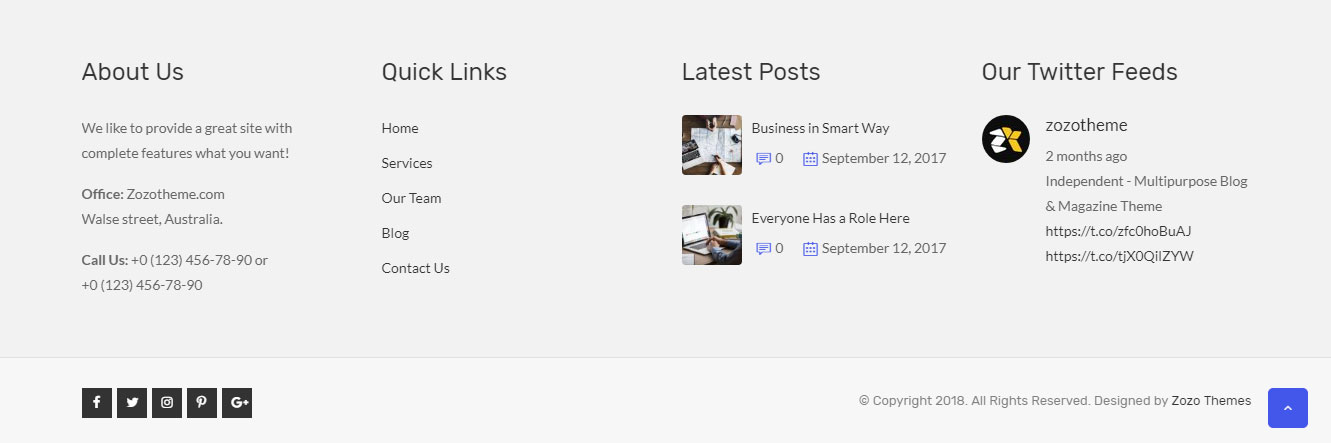 About Us
We like to provide a great site with
complete features what you want!
Office: Zozotheme.com
Walse street, Australia.
Call Us: +0 (123) 456-78-90 or
+0 (123) 456-78-90
Quick Links
Home
Services
Our Team
Blog
Contact Us
Latest Posts
Business in Smart Way
0 September 12, 2017
Everyone Has a Role Here
0 September 12, 2017
Our Twitter Feeds
zozotheme
2 months ago
Independent - Multipurpose Blog
& Magazine Theme
https://t.co/zfc0hoBuAJ
https://t.co/tjX0QilZYW
© Copyright 2018. All Rights Reserved. Designed by Zozo Themes